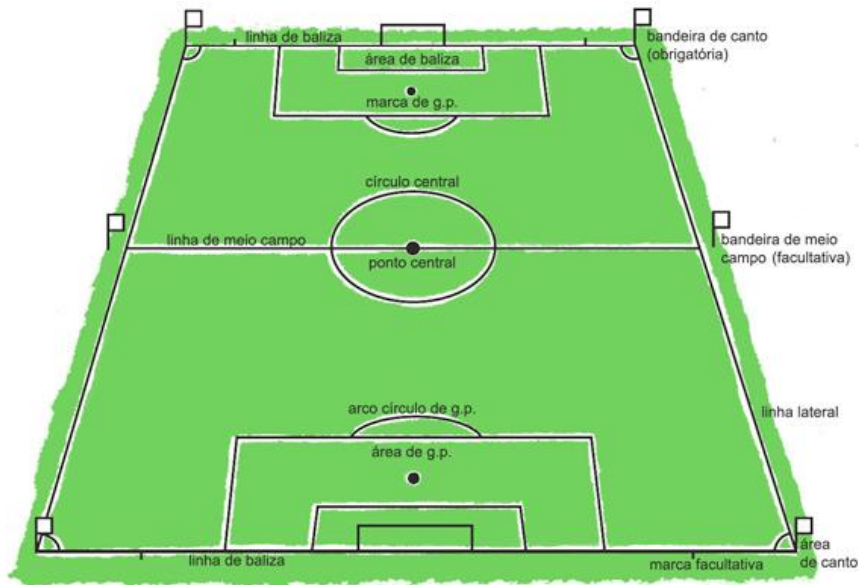 linha de baliza
bandeira de canto
(obrigatória)
área de baliza
marca de g.p.
círculo central
linha de meio campo
bandeira de meio
campo (facultativa)
ponto central
arco círculo de g.p.
linha lateral
área de g.p.
linha de baliza
marca facultativa
área
de canto